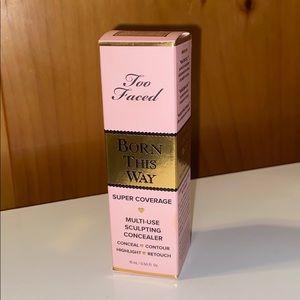 Too
Faced
BORN
THIS
WAY
SUPER COVERAGE
MULTI-USE
SCULPTING
CONCEALER
CONCEAL CONTOUR
HIGHLIGHT RETOUCH